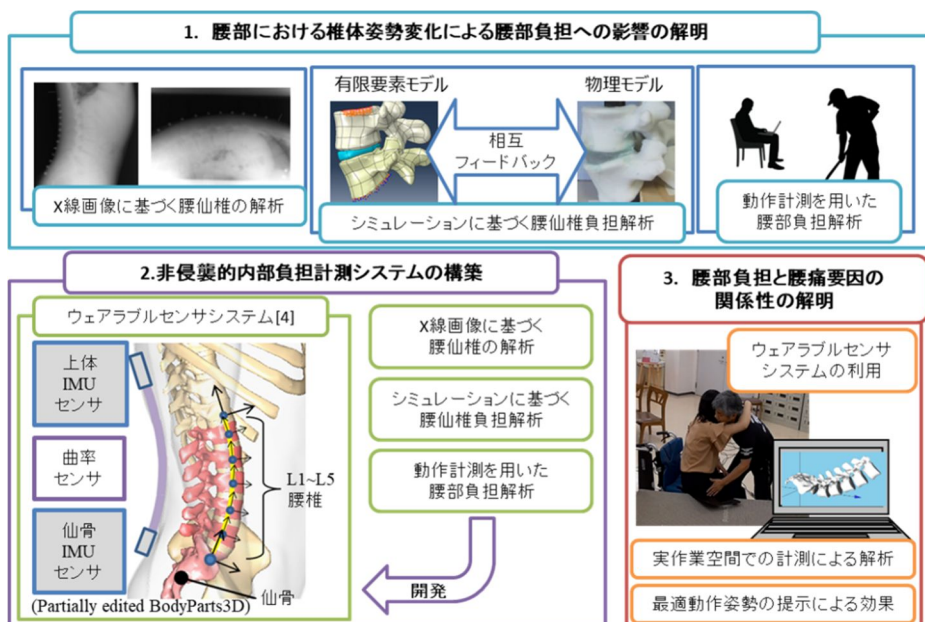 1. 腰部における椎体姿勢変化による腰部負担への影響の解明
有限要素モデル
物理モデル
相互
フィードバック
X線画像に基づく腰仙椎の解析
シミュレーションに基づく腰仙椎負担解析
動作計測を用いた
腰部負担解析
2.非侵襲的内部負担計測システムの構築
ウェアラブルセンサシステム[4]
上体
IMU
センサ
曲率
センサ
仙骨
IMU
センサ
L1~L5
腰椎
仙骨
(Partially edited BodyParts3D)
X線画像に基づく
腰仙椎の解析
シミュレーションに基づく
腰仙椎負担解析
動作計測を用いた
腰部負担解析
開発
3. 腰部負担と腰痛要因の
関係性の解明
ウェアラブルセンサ
システムの利用
実作業空間での計測による解析
最適動作姿勢の提示による効果